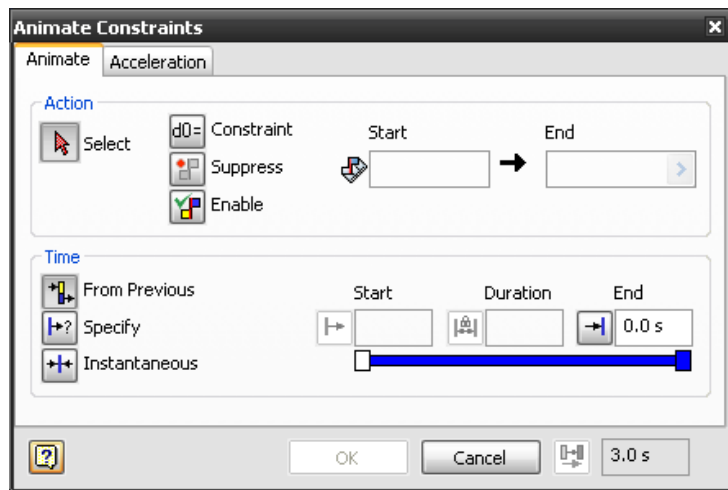 Animate Constraints
Animate
Acceleration
Action
Select
d0=
Constraint
Suppress
Enable
Start
End
Time
From Previous
Specify
Instantaneous
Start
Duration
End
0.0 s
OK
Cancel
3.0 s